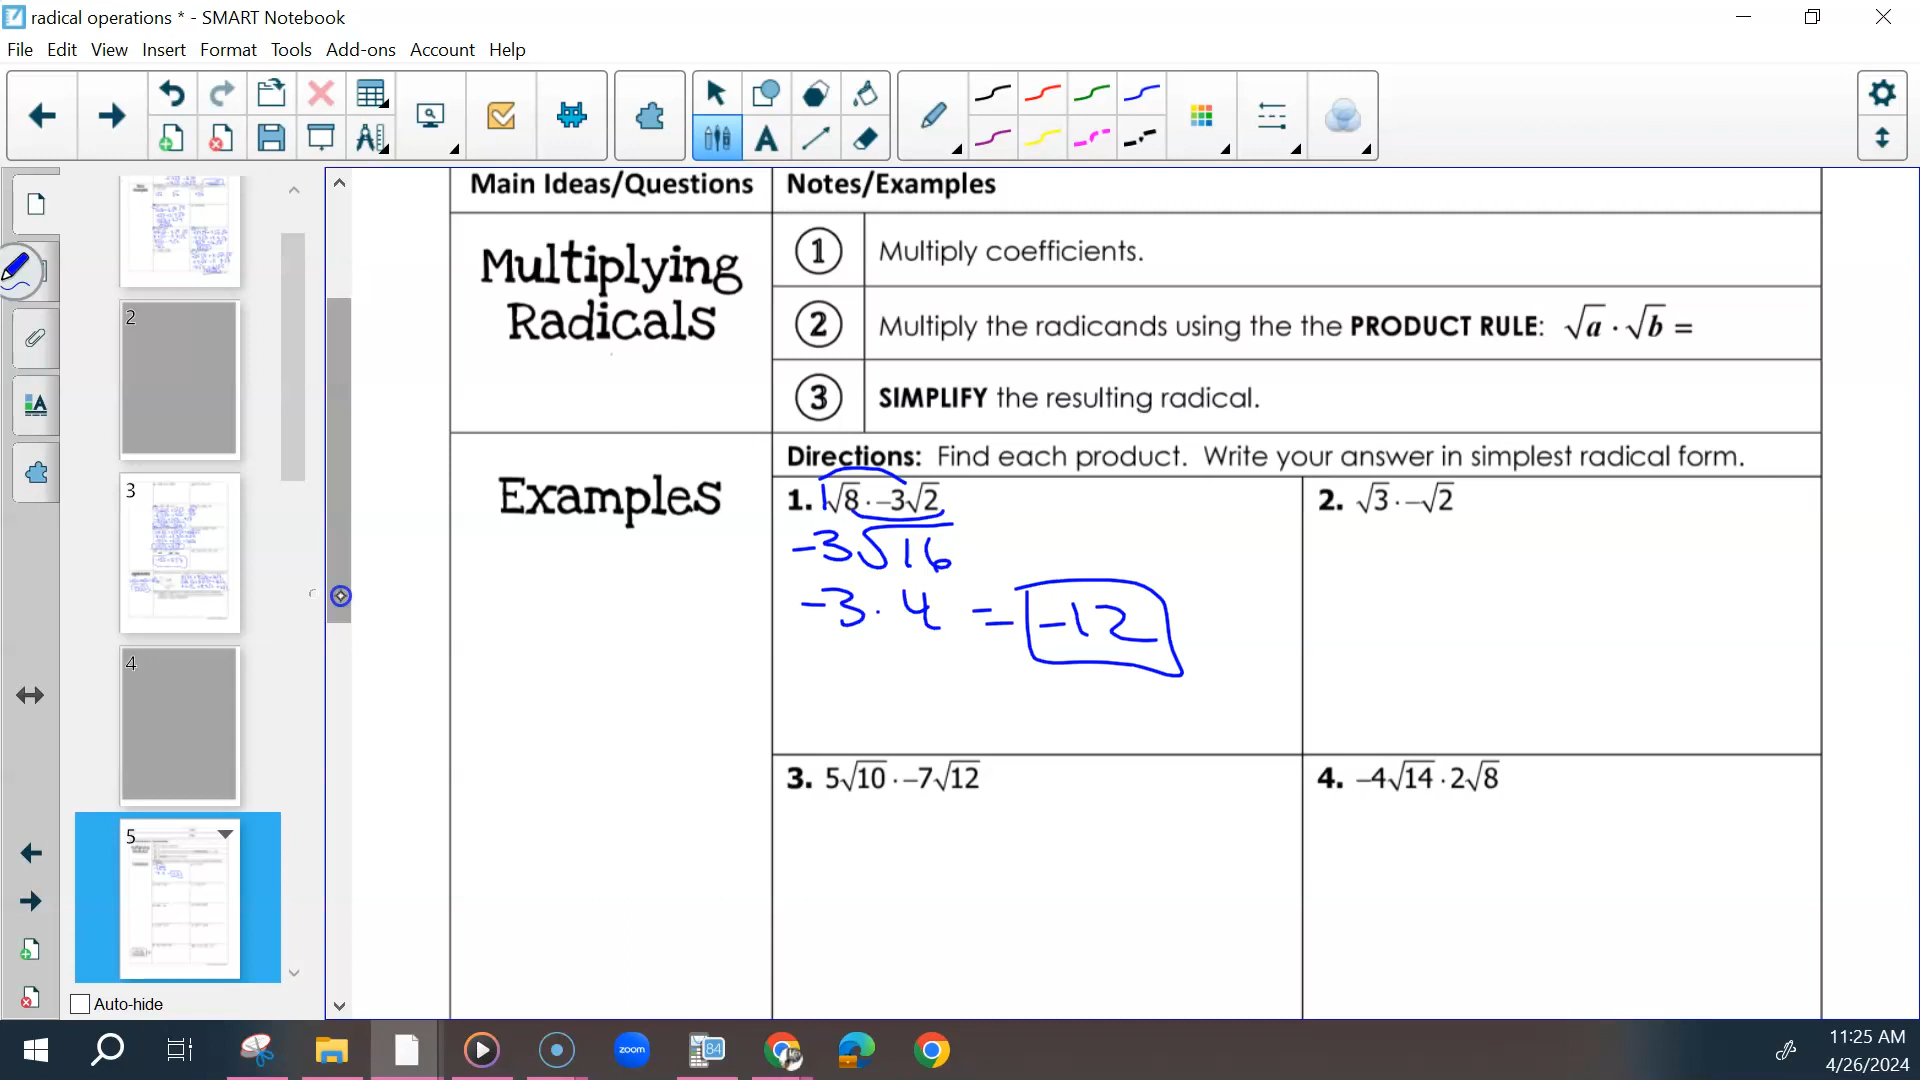 radical operations * - SMART Notebook
File Edit View Insert Format Tools Add-ons Account Help
Main Ideas/Questions
Notes/Examples
Multiplying
Radicals
1 Multiply coefficients.
2 Multiply the radicands using the the PRODUCT RULE: √a · √b =
3 SIMPLIFY the resulting radical.
Examples
Directions: Find each product. Write your answer in simplest radical form.
1. 1√8 · –3√2
-3√16
-3 · 4 = -12
2. √3 · –√2
3. 5√10 · –7√12
4. –4√14 · 2√8
2
3
4
5
Auto-hide
zoom
84
11:25 AM
4/26/2024